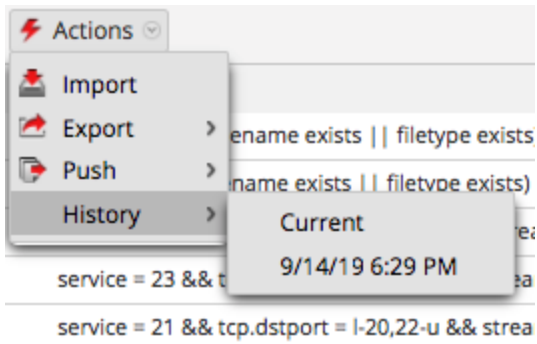 Actions
Import
Export
ename exists || filetype exists)
Push
name exists || filetype exists)
History
Current
9/14/19 6:29 PM
service = 23 && t
service = 21 && tcp.dstport = l-20,22-u && strea